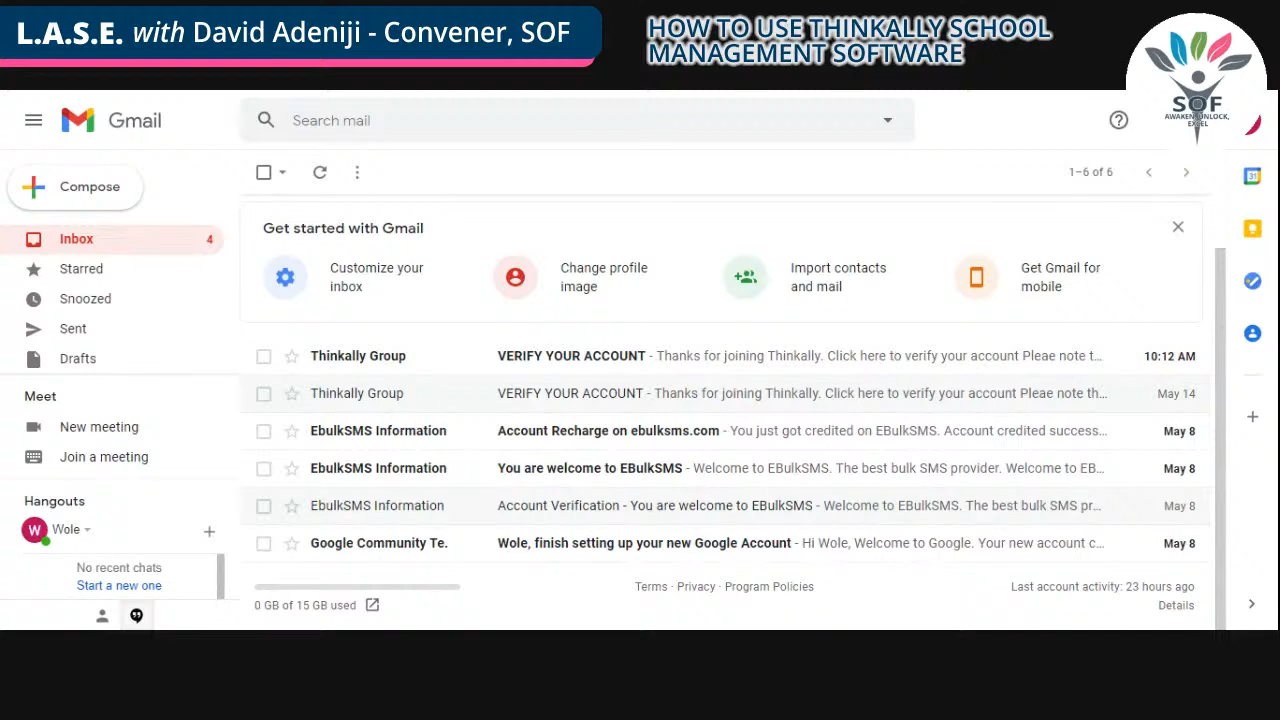 L.A.S.E. with David Adeniji - Convener, SOF
HOW TO USE THINKALLY SCHOOL
MANAGEMENT SOFTWARE
SOF
AWAKEN, UNLOCK,
EXCEL
Gmail
Search mail
Compose
1–6 of 6
31
Inbox 4
Starred
Snoozed
Sent
Drafts
Meet
New meeting
Join a meeting
Hangouts
W Wole
No recent chats
Start a new one
Get started with Gmail
Customize your
inbox
Change profile
image
Import contacts
and mail
Get Gmail for
mobile
Thinkally Group VERIFY YOUR ACCOUNT - Thanks for joining Thinkally. Click here to verify your account Pleae note t... 10:12 AM
Thinkally Group VERIFY YOUR ACCOUNT - Thanks for joining Thinkally. Click here to verify your account Pleae note th... May 14
EbulkSMS Information Account Recharge on ebulksms.com - You just got credited on EBulkSMS. Account credited success... May 8
EbulkSMS Information You are welcome to EBulkSMS - Welcome to EBulkSMS. The best bulk SMS provider. Welcome to EB... May 8
EbulkSMS Information Account Verification - You are welcome to EBulkSMS - Welcome to EBulkSMS. The best bulk SMS pr... May 8
Google Community Te. Wole, finish setting up your new Google Account - Hi Wole, Welcome to Google. Your new account c... May 8
0 GB of 15 GB used
Terms · Privacy · Program Policies
Last account activity: 23 hours ago
Details